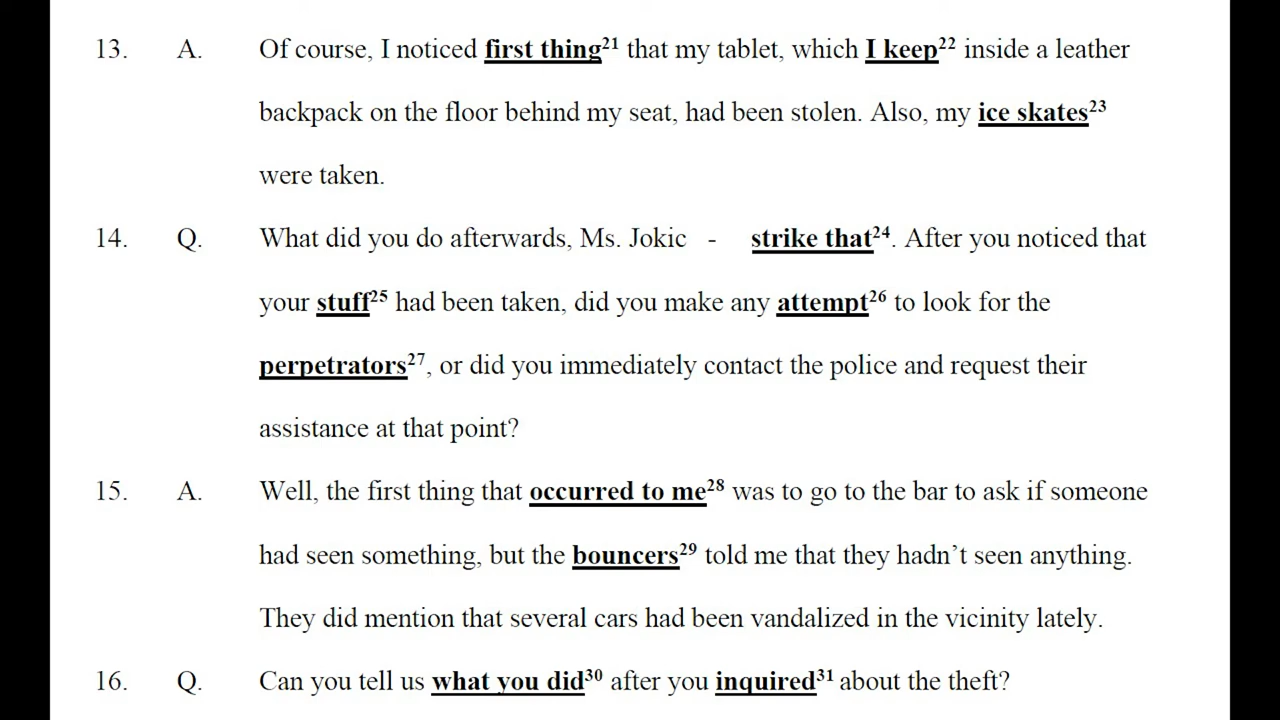 13. A. Of course, I noticed first thing²¹ that my tablet, which I keep²² inside a leather
backpack on the floor behind my seat, had been stolen. Also, my ice skates²³
were taken.
14. Q. What did you do afterwards, Ms. Jokic - strike that²⁴. After you noticed that
your stuff²⁵ had been taken, did you make any attempt²⁶ to look for the
perpetrators²⁷, or did you immediately contact the police and request their
assistance at that point?
15. A. Well, the first thing that occurred to me²⁸ was to go to the bar to ask if someone
had seen something, but the bouncers²⁹ told me that they hadn’t seen anything.
They did mention that several cars had been vandalized in the vicinity lately.
16. Q. Can you tell us what you did³⁰ after you inquired³¹ about the theft?